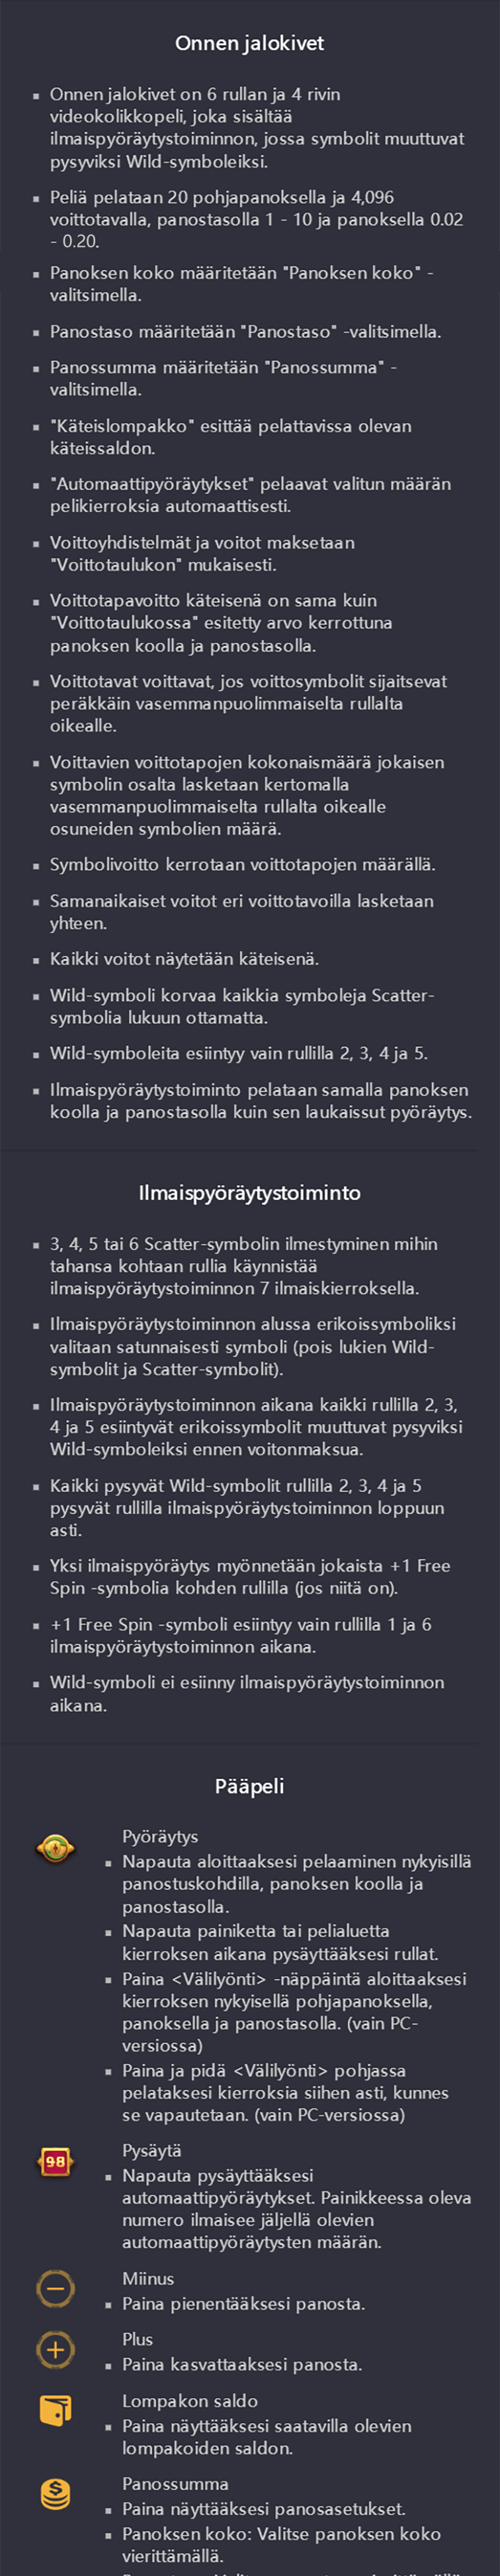 Onnen jalokivet
▪ Onnen jalokivet on 6 rullan ja 4 rivin
videokolikkopeli, joka sisältää
ilmaispyöräytystoiminnon, jossa symbolit muuttuvat
pysyviksi Wild-symboleiksi.
▪ Peliä pelataan 20 pohjapanoksella ja 4,096
voittotavalla, panostasolla 1 - 10 ja panoksella 0.02
- 0.20.
▪ Panoksen koko määritetään "Panoksen koko" -
valitsimella.
▪ Panostaso määritetään "Panostaso" -valitsimella.
▪ Panossumma määritetään "Panossumma" -
valitsimella.
▪ "Käteislompakko" esittää pelattavissa olevan
käteissaldon.
▪ "Automaattipyöräytykset" pelaavat valitun määrän
pelikierroksia automaattisesti.
▪ Voittoyhdistelmät ja voitot maksetaan
"Voittotaulukon" mukaisesti.
▪ Voittotapavoitto käteisenä on sama kuin
"Voittotaulukossa" esitetty arvo kerrottuna
panoksen koolla ja panostasolla.
▪ Voittotavat voittavat, jos voittosymbolit sijaitsevat
peräkkäin vasemmanpuolimmaiselta rullalta
oikealle.
▪ Voittavien voittotapojen kokonaismäärä jokaisen
symbolin osalta lasketaan kertomalla
vasemmanpuolimmaiselta rullalta oikealle
osuneiden symbolien määrä.
▪ Symbolivoitto kerrotaan voittotapojen määrällä.
▪ Samanaikaiset voitot eri voittotavoilla lasketaan
yhteen.
▪ Kaikki voitot näytetään käteisenä.
▪ Wild-symboli korvaa kaikkia symboleja Scatter-
symbolia lukuun ottamatta.
▪ Wild-symboleita esiintyy vain rullilla 2, 3, 4 ja 5.
▪ Ilmaispyöräytystoiminto pelataan samalla panoksen
koolla ja panostasolla kuin sen laukaissut pyöräytys.
Ilmaispyöräytystoiminto
▪ 3, 4, 5 tai 6 Scatter-symbolin ilmestyminen mihin
tahansa kohtaan rullia käynnistää
ilmaispyöräytystoiminnon 7 ilmaiskierroksella.
▪ Ilmaispyöräytystoiminnon alussa erikoissymboliksi
valitaan satunnaisesti symboli (pois lukien Wild-
symbolit ja Scatter-symbolit).
▪ Ilmaispyöräytystoiminnon aikana kaikki rullilla 2, 3,
4 ja 5 esiintyvät erikoissymbolit muuttuvat pysyviksi
Wild-symboleiksi ennen voitonmaksua.
▪ Kaikki pysyvät Wild-symbolit rullilla 2, 3, 4 ja 5
pysyvät rullilla ilmaispyöräytystoiminnon loppuun
asti.
▪ Yksi ilmaispyöräytys myönnetään jokaista +1 Free
Spin -symbolia kohden rullilla (jos niitä on).
▪ +1 Free Spin -symboli esiintyy vain rullilla 1 ja 6
ilmaispyöräytystoiminnon aikana.
▪ Wild-symboli ei esiinny ilmaispyöräytystoiminnon
aikana.
Pääpeli
Pyöräytys
▪ Napauta aloittaaksesi pelaaminen nykyisillä
panostuskohdilla, panoksen koolla ja
panostasolla.
▪ Napauta painiketta tai pelialuetta
kierroksen aikana pysäyttääksesi rullat.
▪ Paina <Välilyönti> -näppäintä aloittaaksesi
kierroksen nykyisellä pohjapanoksella,
panoksella ja panostasolla. (vain PC-
versiossa)
▪ Paina ja pidä <Välilyönti> pohjassa
pelataksesi kierroksia siihen asti, kunnes
se vapautetaan. (vain PC-versiossa)
98
Pysäytä
▪ Napauta pysäyttääksesi
automaattipyöräytykset. Painikkeessa oleva
numero ilmaisee jäljellä olevien
automaattipyöräytysten määrän.
Miinus
▪ Paina pienentääksesi panosta.
Plus
▪ Paina kasvattaaksesi panosta.
Lompakon saldo
▪ Paina näyttääksesi saatavilla olevien
lompakoiden saldon.
Panossumma
▪ Paina näyttääksesi panosasetukset.
▪ Panoksen koko: Valitse panoksen koko
vierittämällä.